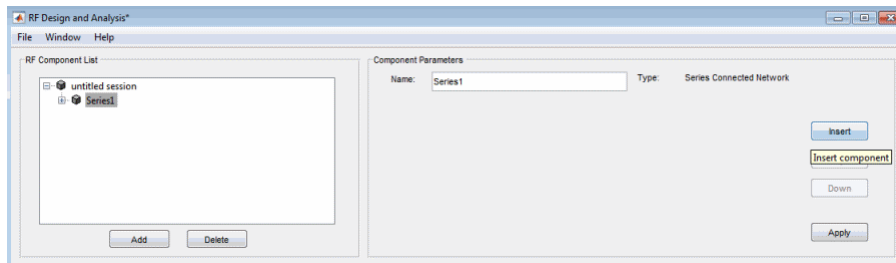 RF Design and Analysis*
File Window Help
RF Component List
untitled session
Series1
Add
Delete
Component Parameters
Name:
Series1
Type:
Series Connected Network
Insert
Insert component
Down
Apply